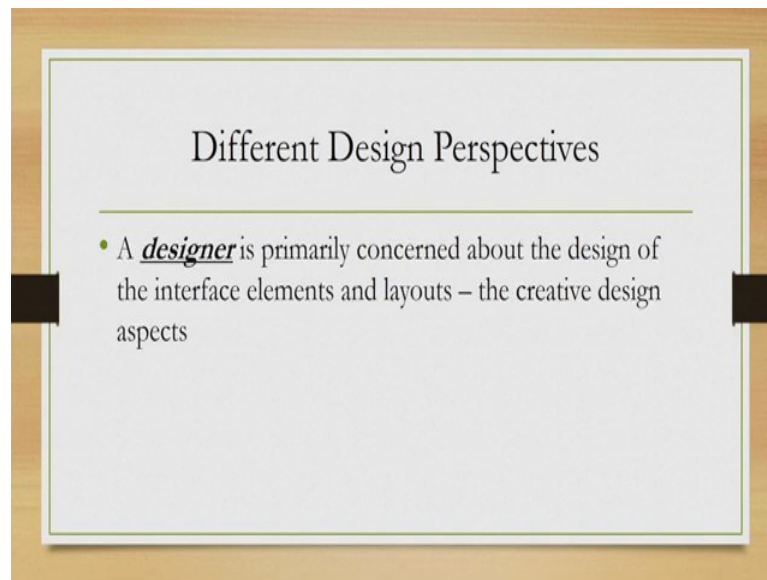 Different Design Perspectives
• A designer is primarily concerned about the design of
the interface elements and layouts – the creative design
aspects